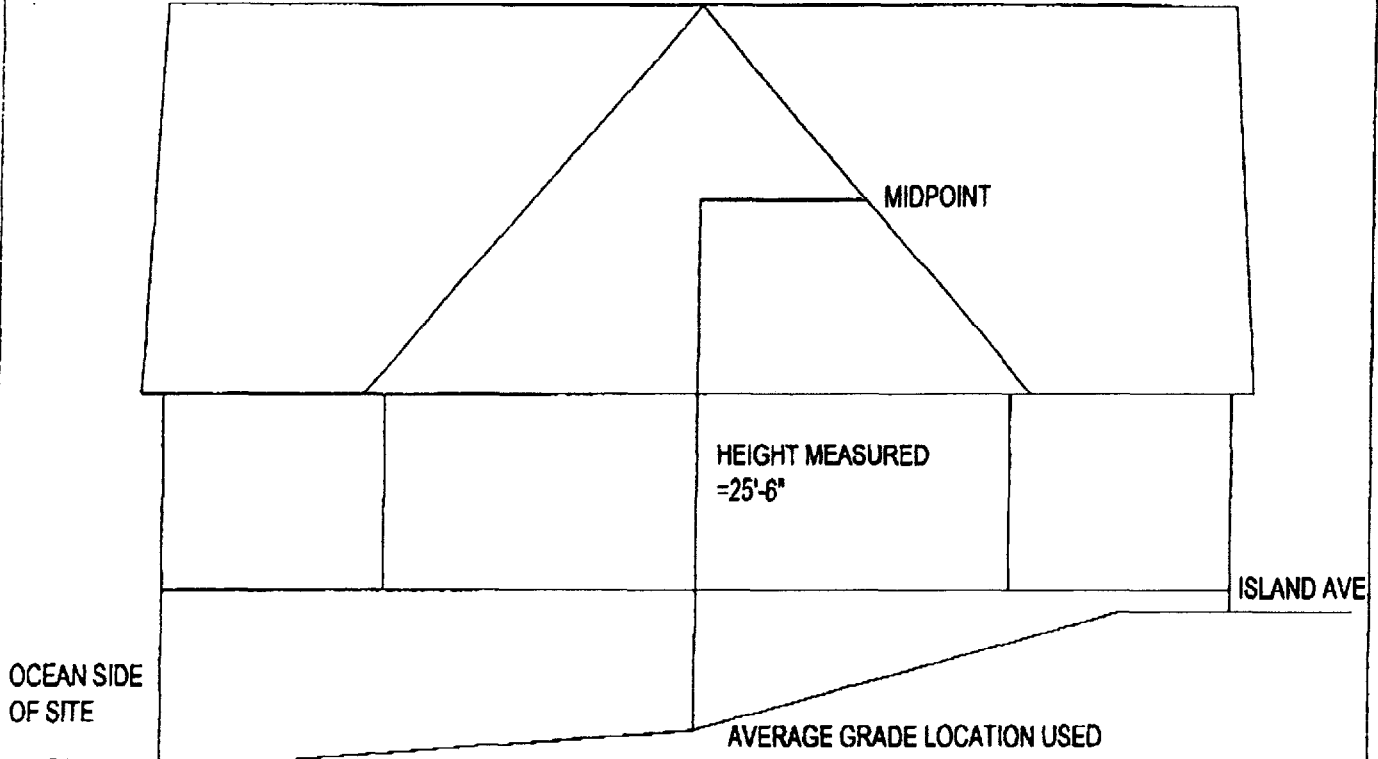 MIDPOINT
HEIGHT MEASURED
=25'-6"
ISLAND AVE
OCEAN SIDE
OF SITE
AVERAGE GRADE LOCATION USED